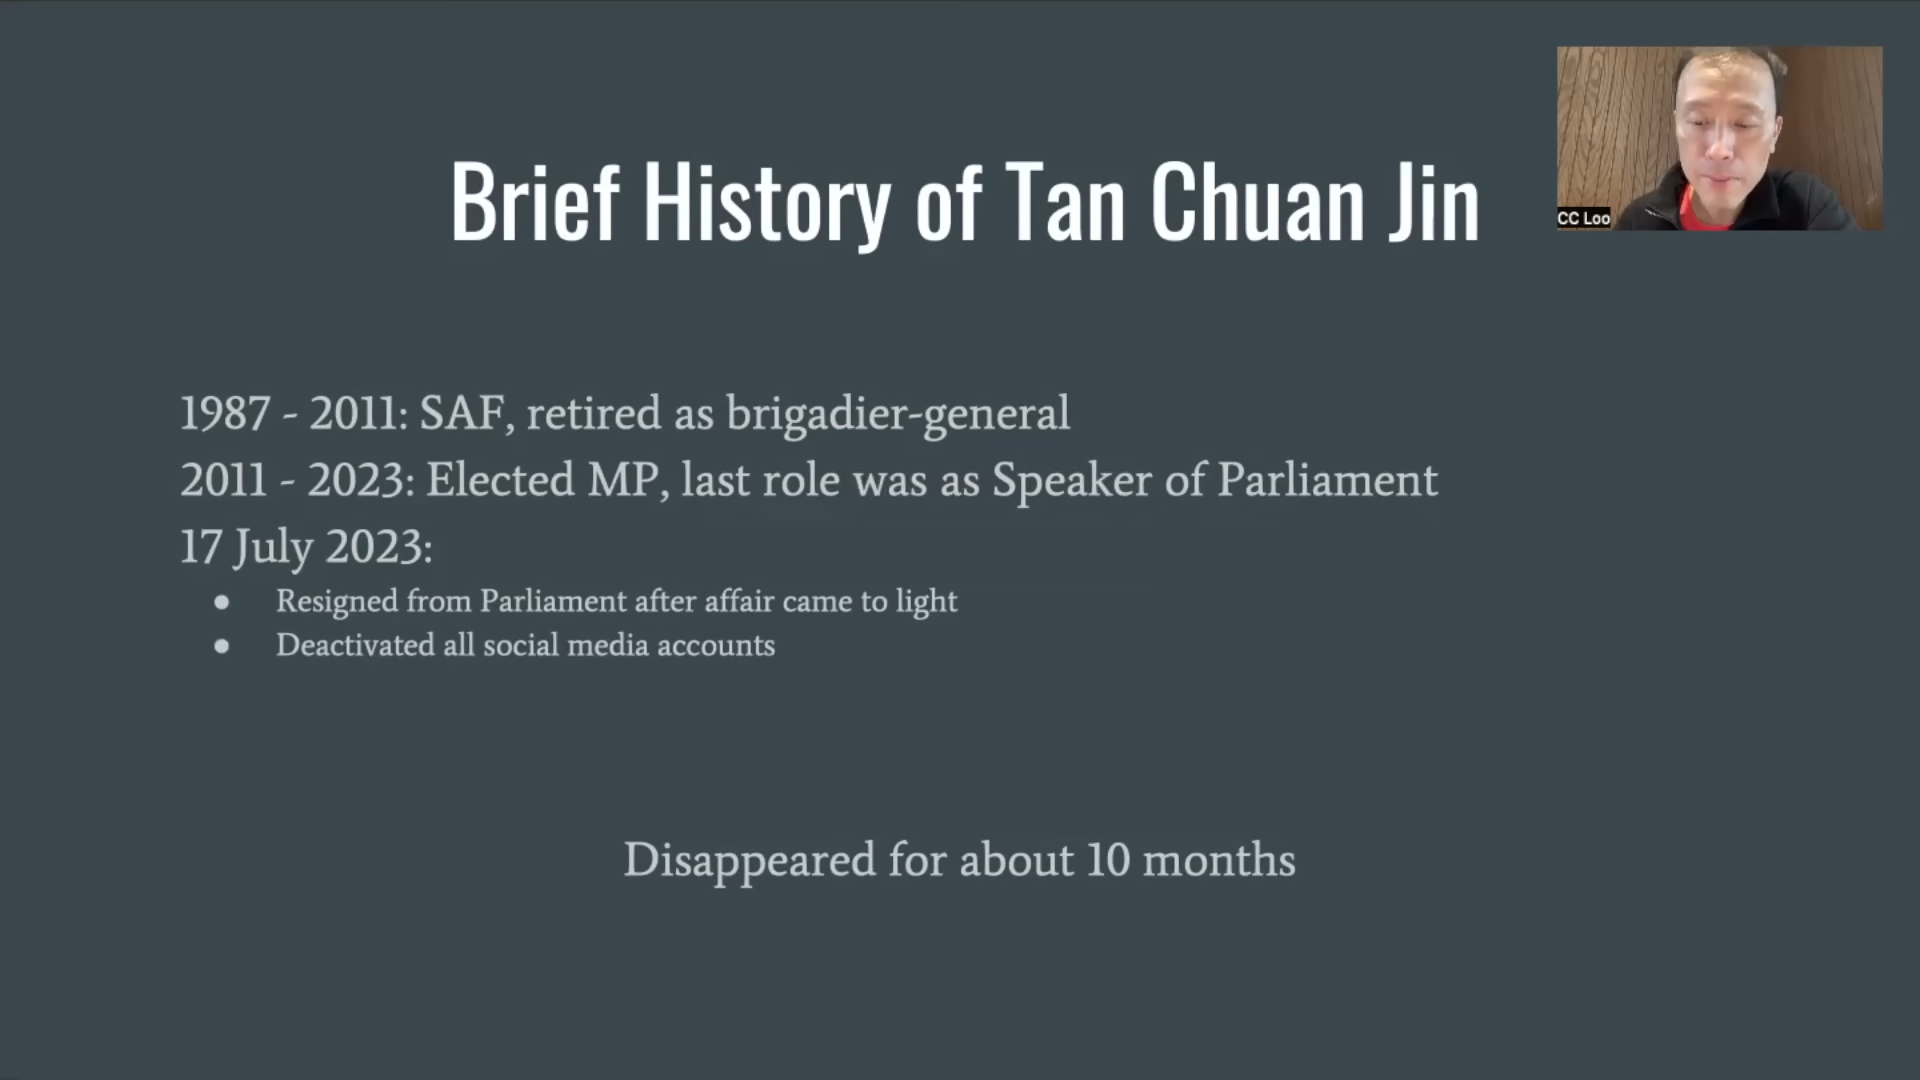 Brief History of Tan Chuan Jin
CC Loo
1987 - 2011: SAF, retired as brigadier-general
2011 - 2023: Elected MP, last role was as Speaker of Parliament
17 July 2023:
● Resigned from Parliament after affair came to light
● Deactivated all social media accounts
Disappeared for about 10 months